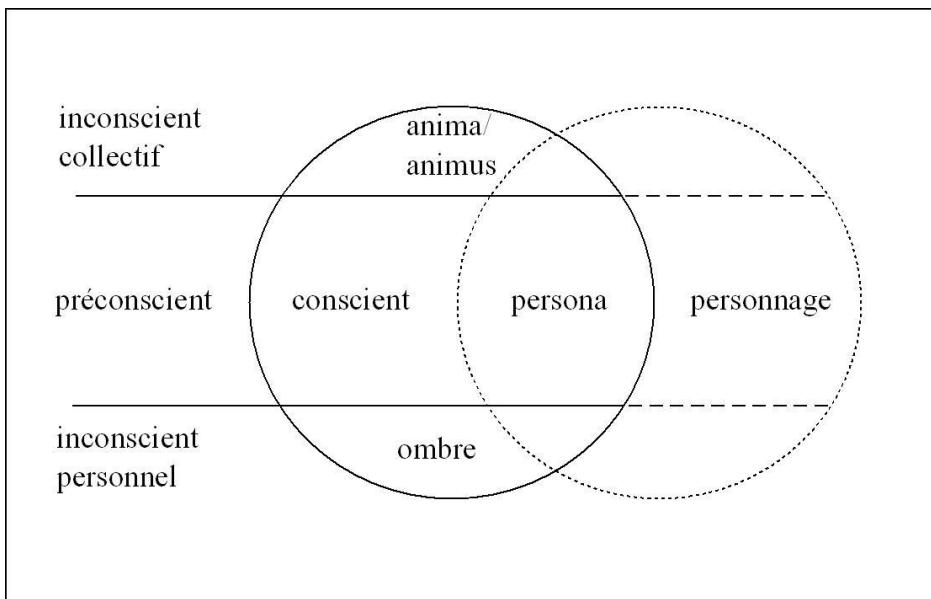 inconscient
collectif
anima/
animus
préconscient
conscient
persona
personnage
inconscient
personnel
ombre